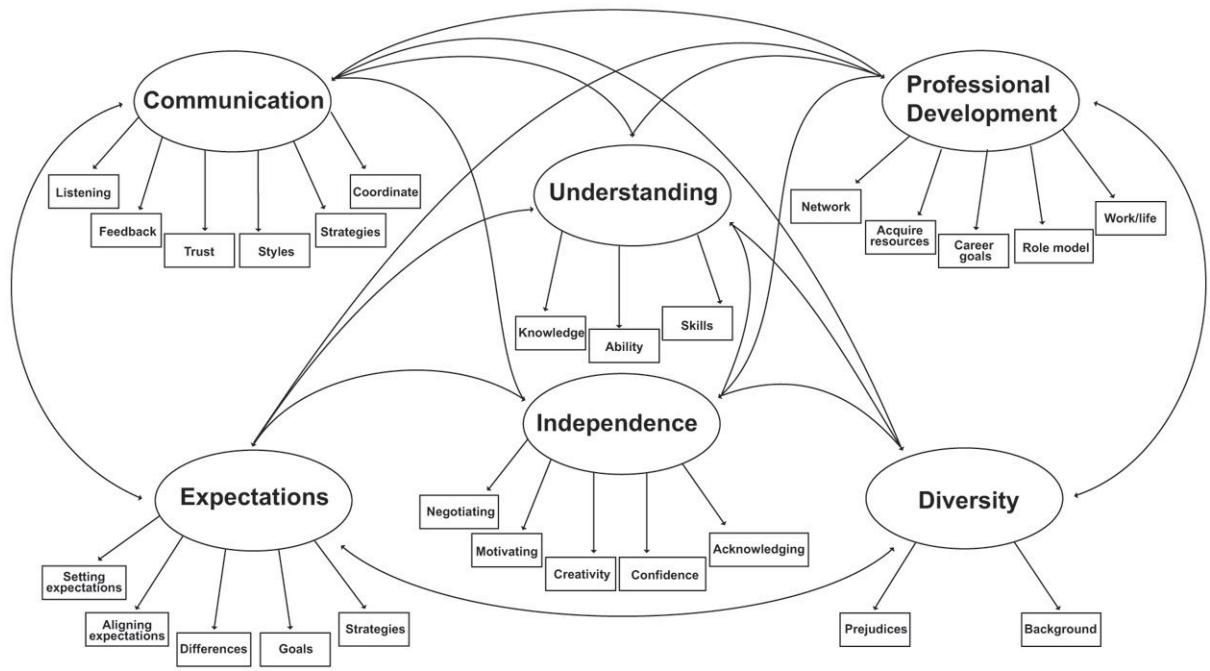 Communication
Listening
Feedback
Trust
Styles
Strategies
Coordinate
Professional
Development
Network
Acquire
resources
Career
goals
Role model
Work/life
Understanding
Knowledge
Ability
Skills
Independence
Negotiating
Motivating
Creativity
Confidence
Acknowledging
Expectations
Setting
expectations
Aligning
expectations
Differences
Goals
Strategies
Diversity
Prejudices
Background